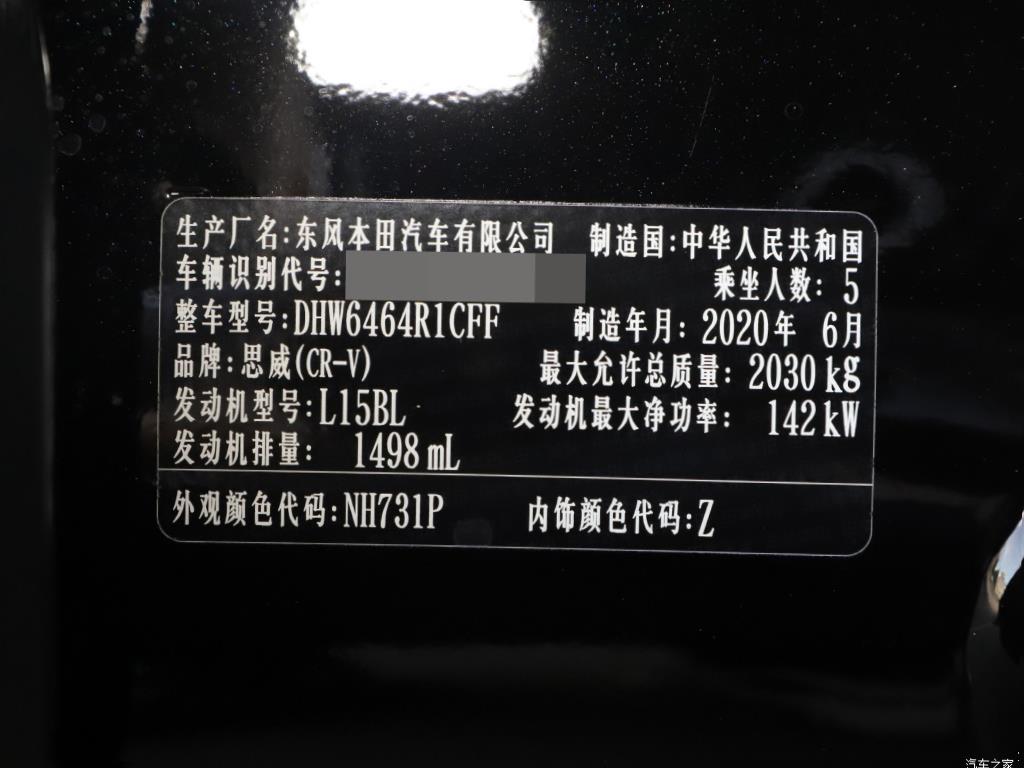 生产厂名:东风本田汽车有限公司 制造国:中华人民共和国
车辆识别代号: 乘坐人数: 5
整车型号:DHW6464R1CFF 制造年月: 2020年 6月
品牌:思威(CR-V) 最大允许总质量: 2030 kg
发动机型号:L15BL 发动机最大净功率: 142 kW
发动机排量: 1498 mL
外观颜色代码:NH731P 内饰颜色代码:Z
汽车之家